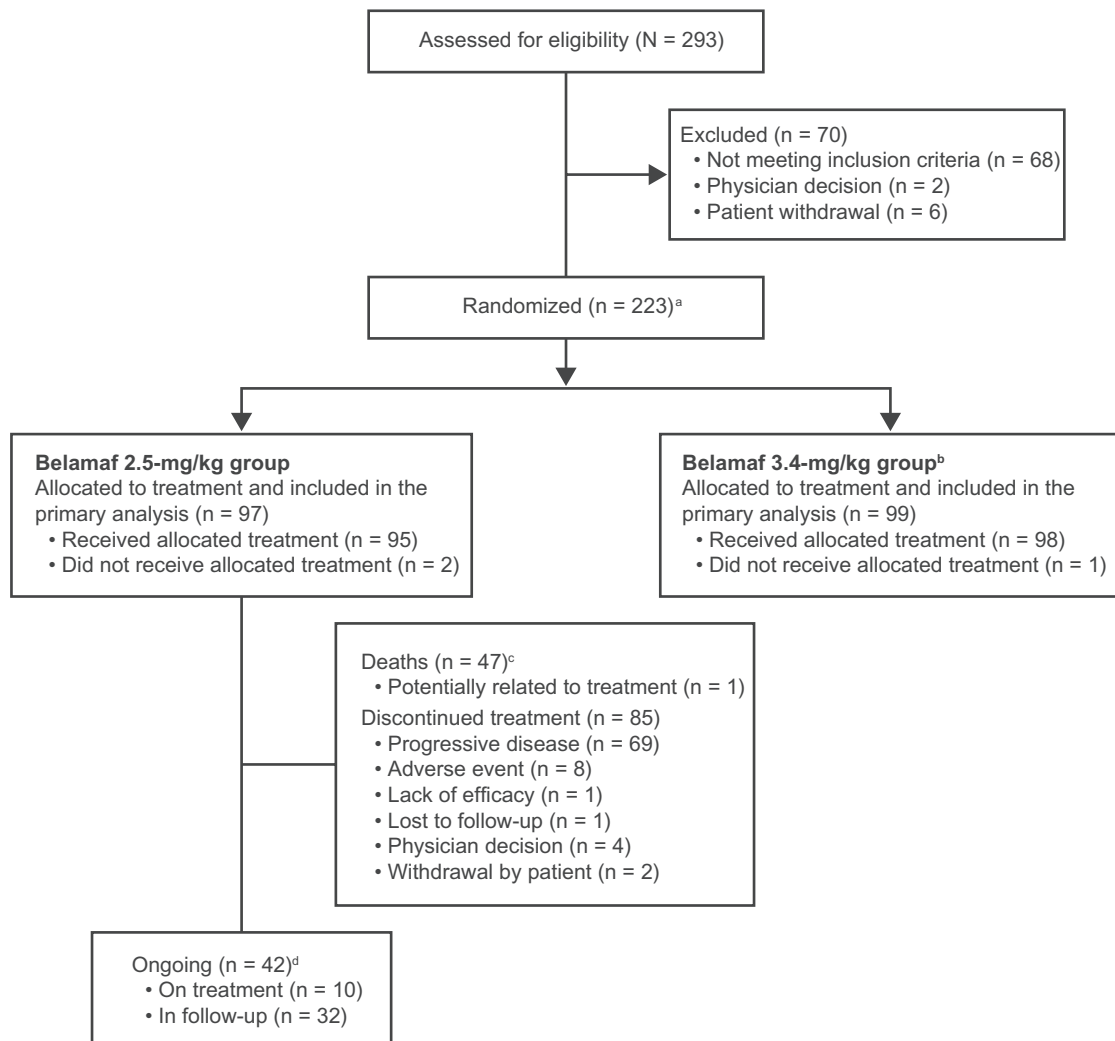 Assessed for eligibility (N = 293)
Excluded (n = 70)
• Not meeting inclusion criteria (n = 68)
• Physician decision (n = 2)
• Patient withdrawal (n = 6)
Randomized (n = 223)ᵃ
Belamaf 2.5-mg/kg group
Allocated to treatment and included in the
primary analysis (n = 97)
• Received allocated treatment (n = 95)
• Did not receive allocated treatment (n = 2)
Belamaf 3.4-mg/kg groupᵇ
Allocated to treatment and included in the
primary analysis (n = 99)
• Received allocated treatment (n = 98)
• Did not receive allocated treatment (n = 1)
Deaths (n = 47)ᶜ
• Potentially related to treatment (n = 1)
Discontinued treatment (n = 85)
• Progressive disease (n = 69)
• Adverse event (n = 8)
• Lack of efficacy (n = 1)
• Lost to follow-up (n = 1)
• Physician decision (n = 4)
• Withdrawal by patient (n = 2)
Ongoing (n = 42)ᵈ
• On treatment (n = 10)
• In follow-up (n = 32)